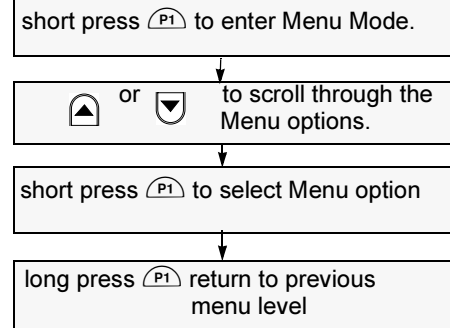 short press P1 to enter Menu Mode.
or to scroll through the
Menu options.
short press P1 to select Menu option
long press P1 return to previous
menu level